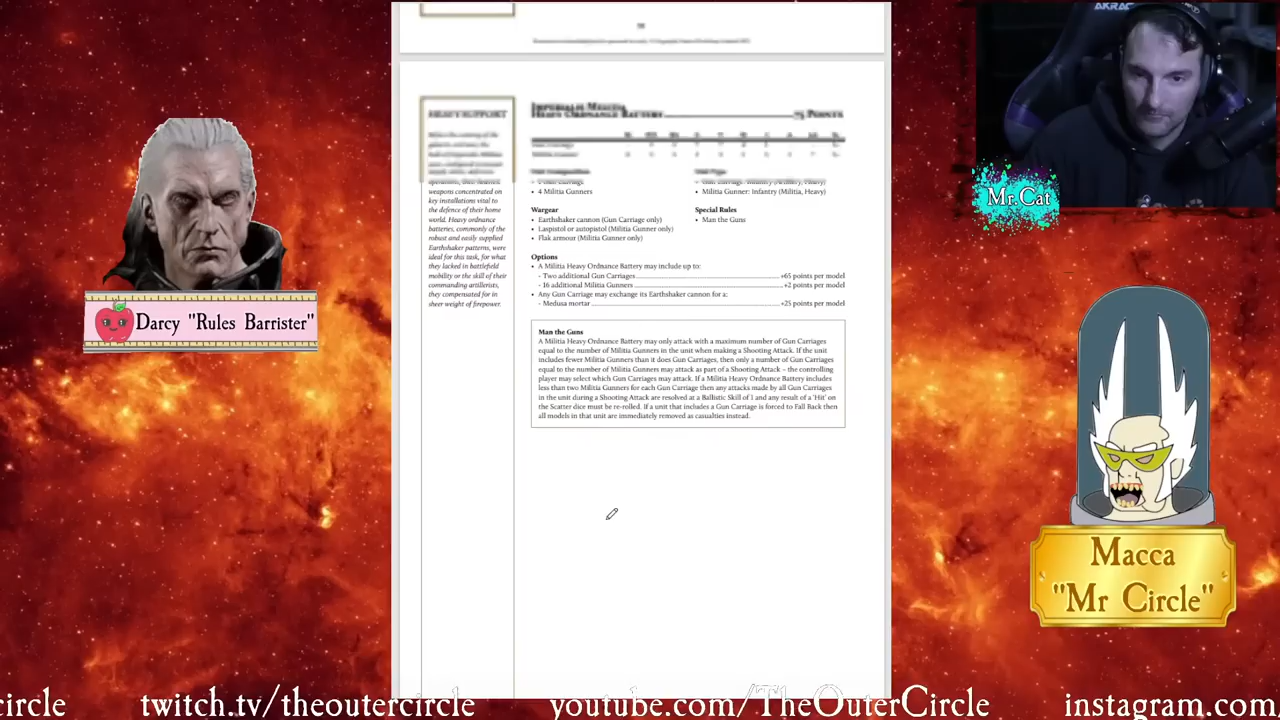 AKRAC
HEAVY SUPPORT
Imperialis Militia
Heavy Ordnance Battery 75 Points
weapons concentrated on
key installations vital to
the defence of their home
world. Heavy ordnance
batteries, commonly of the
robust and easily supplied
Earthshaker patterns, were
ideal for this task, for what
they lacked in battlefield
mobility or the skill of their
commanding artillerists,
they compensated for in
sheer weight of firepower.
• 4 Militia Gunners
• Militia Gunner: Infantry (Militia, Heavy)
Wargear
• Earthshaker cannon (Gun Carriage only)
• Laspistol or autopistol (Militia Gunner only)
• Flak armour (Militia Gunner only)
Special Rules
• Man the Guns
Options
• A Militia Heavy Ordnance Battery may include up to:
- Two additional Gun Carriages +65 points per model
- 16 additional Militia Gunners +2 points per model
• Any Gun Carriage may exchange its Earthshaker cannon for a:
- Medusa mortar +25 points per model
Man the Guns
A Militia Heavy Ordnance Battery may only attack with a maximum number of Gun Carriages
equal to the number of Militia Gunners in the unit when making a Shooting Attack. If the unit
includes fewer Militia Gunners than it does Gun Carriages, then only a number of Gun Carriages
equal to the number of Militia Gunners may attack as part of a Shooting Attack – the controlling
player may select which Gun Carriages may attack. If a Militia Heavy Ordnance Battery includes
less than two Militia Gunners for each Gun Carriage then any attacks made by all Gun Carriages
in the unit during a Shooting Attack are resolved at a Ballistic Skill of 1 and any result of a 'Hit' on
the Scatter dice must be re-rolled. If a unit that includes a Gun Carriage is forced to Fall Back then
all models in that unit are immediately removed as casualties instead.
Darcy "Rules Barrister"
Mr.Cat
Macca
"Mr Circle"
circle twitch.tv/theoutercircle youtube.com/TheOuterCircle instagram.com